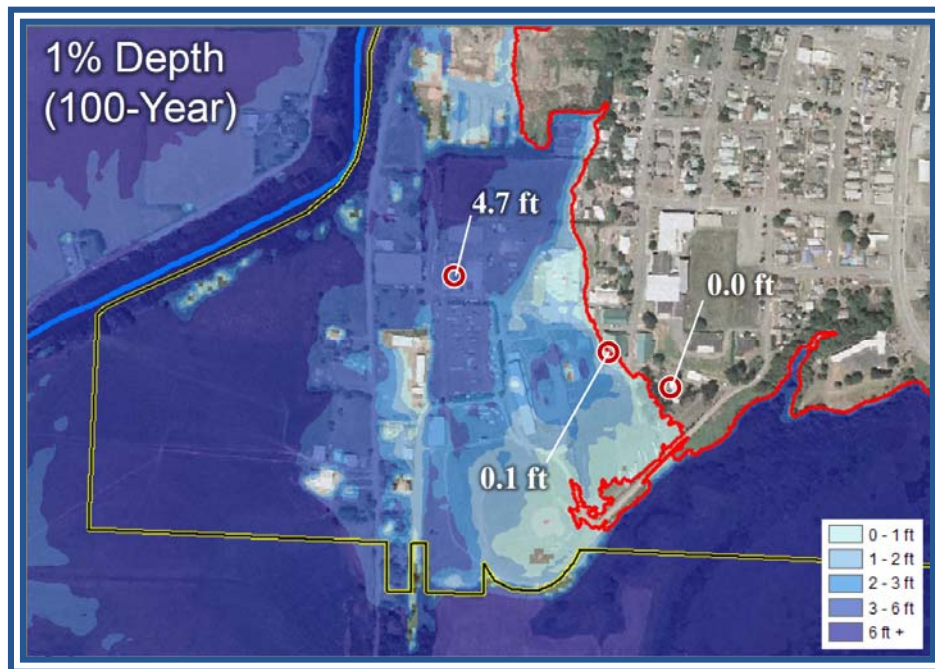 1% Depth
(100-Year)
4.7 ft
0.0 ft
0.1 ft
0 - 1 ft
1 - 2 ft
2 - 3 ft
3 - 6 ft
6 ft +